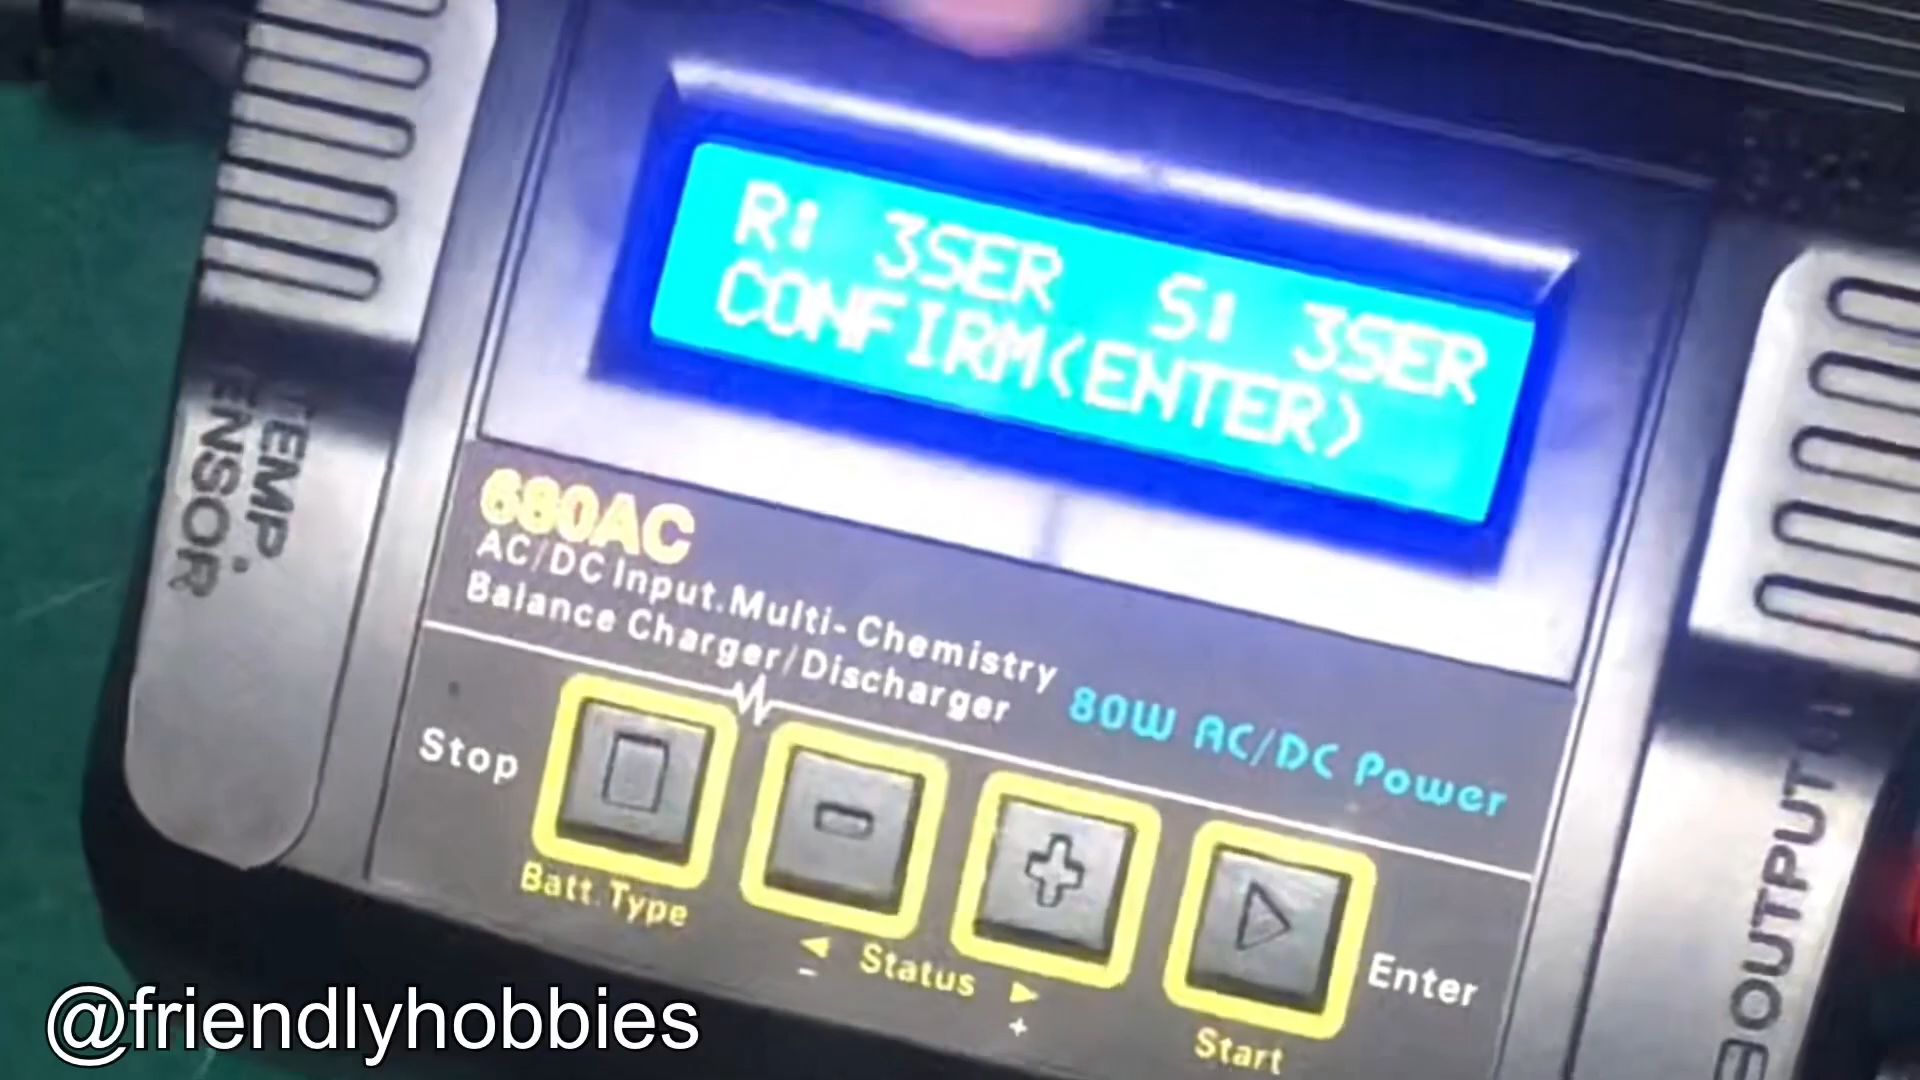 R: 3SER S: 3SER
CONFIRM(ENTER)
680AC
AC/DC Input.Multi-Chemistry
Balance Charger/Discharger
80W AC/DC Power
TEMP.
SENSOR
OUTPUT
Stop
Batt.Type
◄ Status ►
- +
Enter
Start
@friendlyhobbies